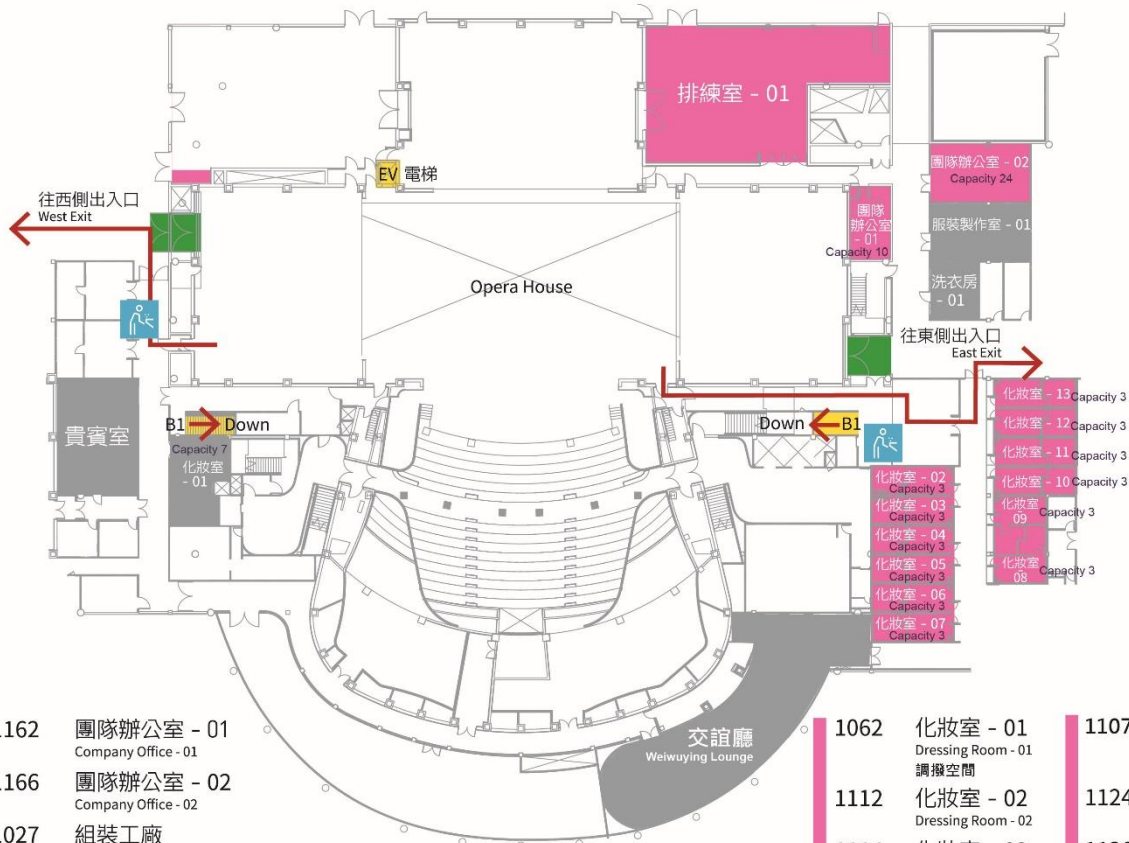 排練室 - 01
EV 電梯
團隊辦公室 - 02
Capacity 24
往西側出入口
West Exit
團隊
辦公室
- 01
Capacity 10
服裝製作室 - 01
洗衣房
- 01
Opera House
往東側出入口
East Exit
貴賓室
B1
Down
Capacity 7
化妝室
- 01
Down
B1
化妝室 - 13
Capacity 3
化妝室 - 12
Capacity 3
化妝室 - 11
Capacity 3
化妝室 - 10
Capacity 3
化妝室
09
Capacity 3
化妝室
08
Capacity 3
化妝室 - 02
Capacity 3
化妝室 - 03
Capacity 3
化妝室 - 04
Capacity 3
化妝室 - 05
Capacity 3
化妝室 - 06
Capacity 3
化妝室 - 07
Capacity 3
交誼廳
Weiwuying Lounge
1162 團隊辦公室 - 01
Company Office - 01
1166 團隊辦公室 - 02
Company Office - 02
1027 組裝工廠
1062 化妝室 - 01
Dressing Room - 01
調撥空間
1112 化妝室 - 02
Dressing Room - 02
1107
1124